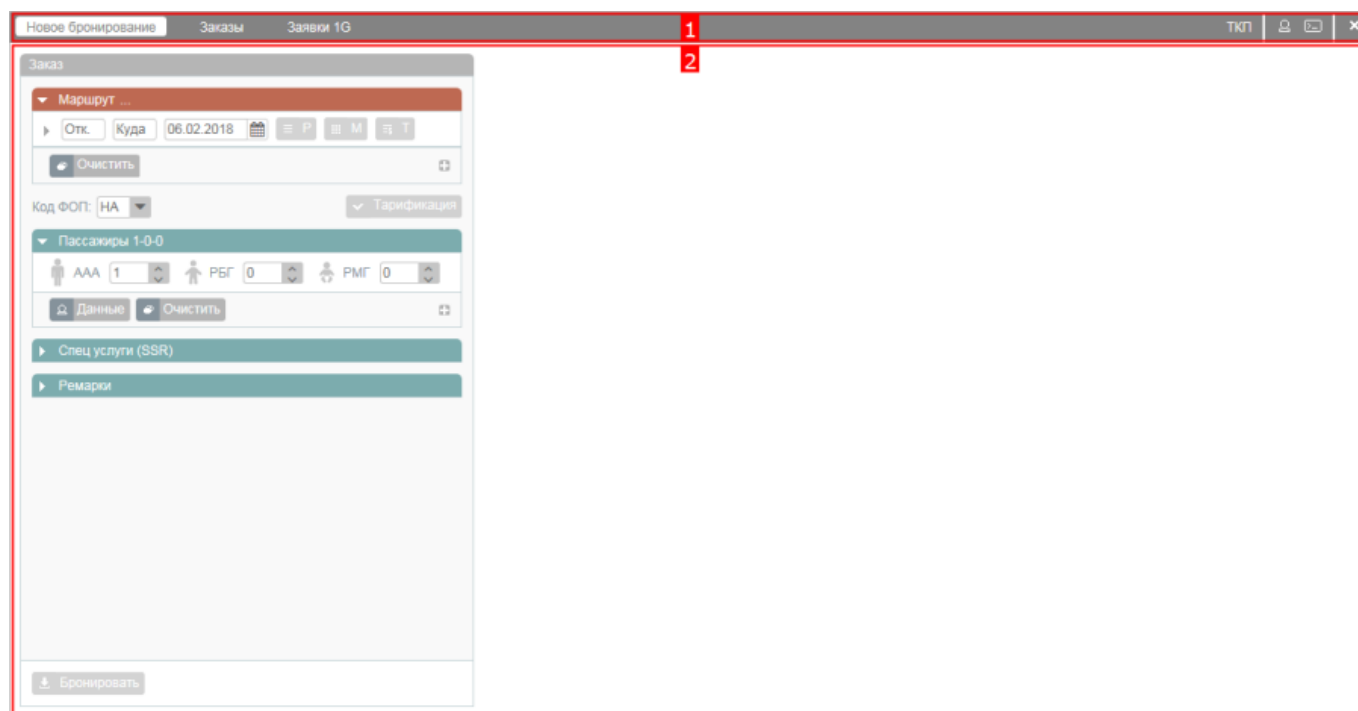 Новое бронирование Заказы Заявки 1G 1 ТКП
2
Заказ
Маршрут ...
Отк. Куда 06.02.2018 Р М Т
Очистить
Код ФОП: НА Тарификация
Пассажиры 1-0-0
ААА 1 РБГ 0 РМГ 0
Данные Очистить
Спец услуги (SSR)
Ремарки
Бронировать